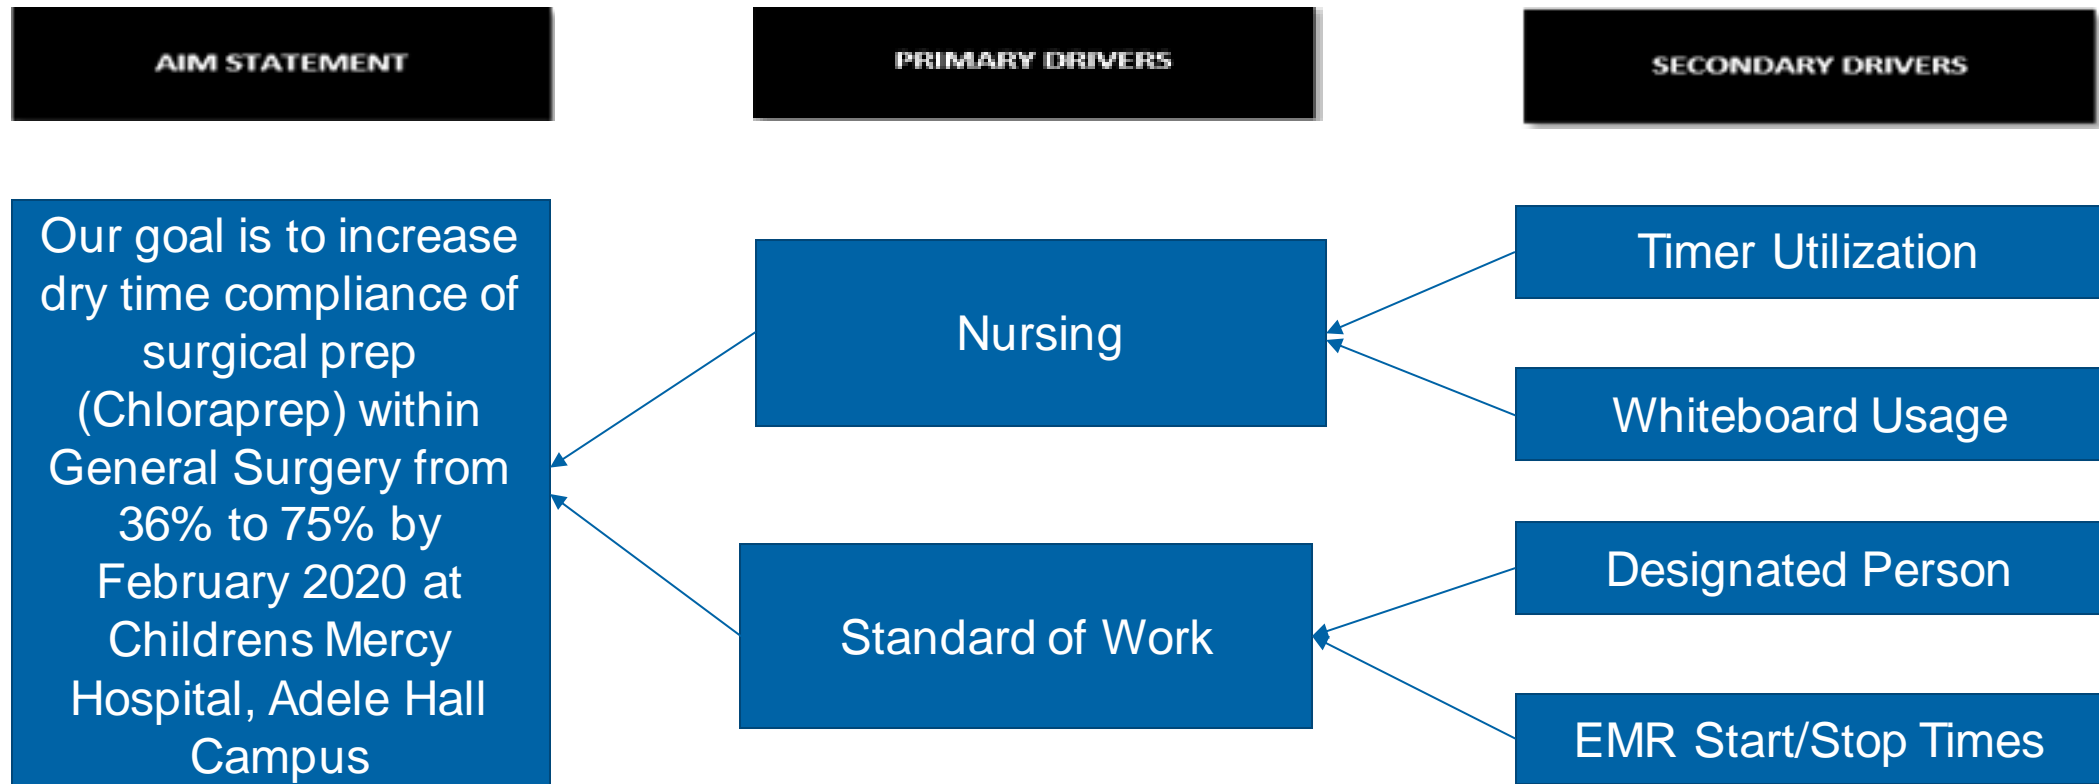 AIM STATEMENT
PRIMARY DRIVERS
SECONDARY DRIVERS
Our goal is to increase
dry time compliance of
surgical prep
(Chloraprep) within
General Surgery from
36% to 75% by
February 2020 at
Childrens Mercy
Hospital, Adele Hall
Campus
Nursing
Standard of Work
Timer Utilization
Whiteboard Usage
Designated Person
EMR Start/Stop Times